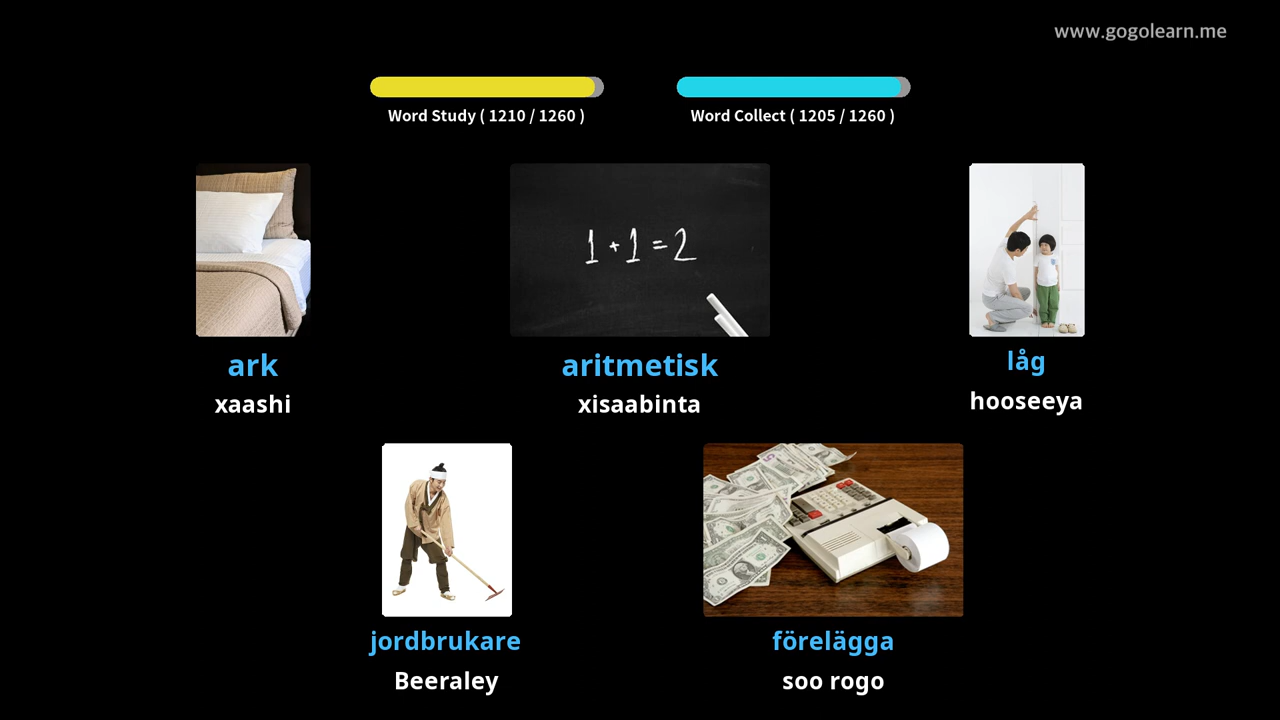 www.gogolearn.me
Word Study ( 1210 / 1260 )
Word Collect ( 1205 / 1260 )
1 + 1 = 2
ark
xaashi
aritmetisk
xisaabinta
låg
hooseeya
jordbrukare
Beeraley
förelägga
soo rogo